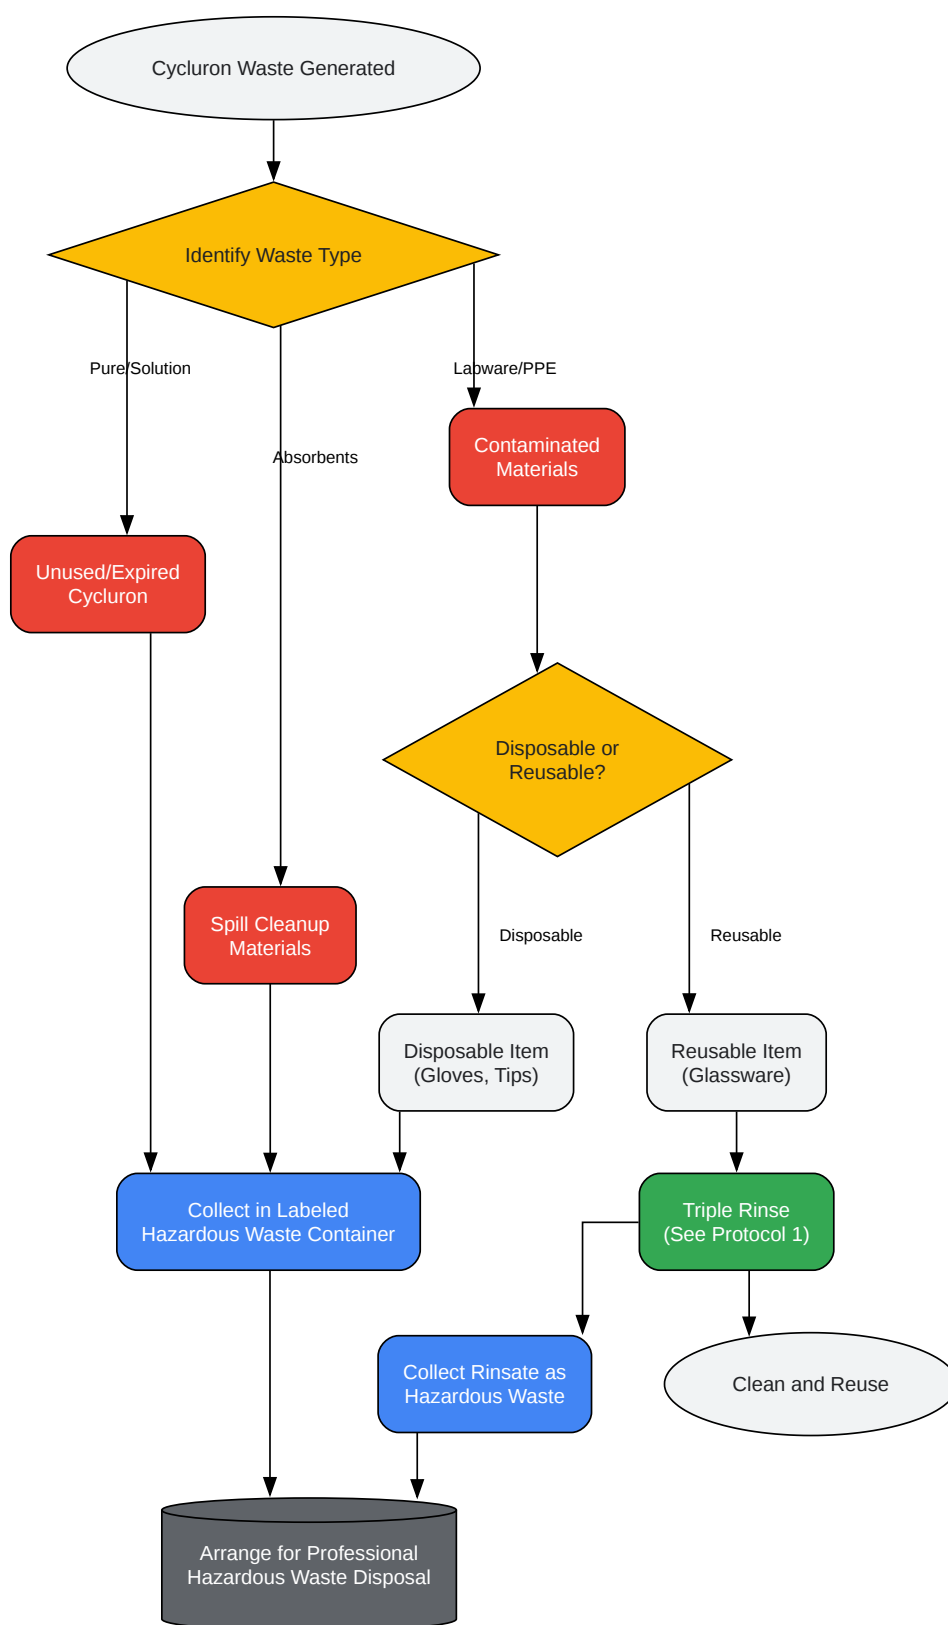 Cycluron Waste Generated
Identify Waste Type
Pure/Solution
Labware/PPE
Absorbents
Contaminated
Materials
Unused/Expired
Cycluron
Disposable or
Reusable?
Spill Cleanup
Materials
Disposable
Reusable
Disposable Item
(Gloves, Tips)
Reusable Item
(Glassware)
Collect in Labeled
Hazardous Waste Container
Triple Rinse
(See Protocol 1)
Collect Rinsate as
Hazardous Waste
Clean and Reuse
Arrange for Professional
Hazardous Waste Disposal